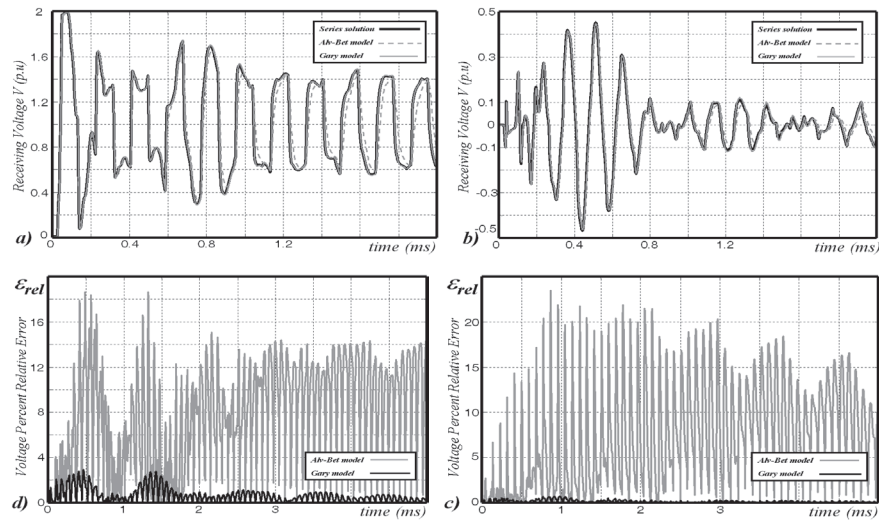 2
1.6
1.2
0.8
0.4
0
Receiving Voltage V (p.u)
Series solution
Alv-Bet model
Gary model
0 0.4 0.8 1.2
time (ms)
a)
0.5
0.3
0.1
-0.1
-0.3
-0.5
Receiving Voltage V (p.u)
Series solution
Alv-Bet model
Gary model
0 0.4 0.8 1.2
time (ms)
b)
εrel
16
12
8
4
0
Voltage Percent Relative Error
Alv-Bet model
Gary model
0 1 2 3
time (ms)
d)
εrel
20
15
10
5
0
Voltage Percent Relative Error
Alv-Bet model
Gary model
0 1 2 3
time (ms)
c)